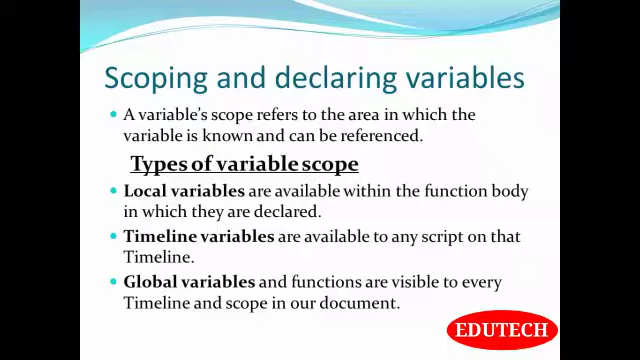 Scoping and declaring variables
A variable's scope refers to the area in which the
variable is known and can be referenced.
Types of variable scope
Local variables are available within the function body
in which they are declared.
Timeline variables are available to any script on that
Timeline.
Global variables and functions are visible to every
Timeline and scope in our document.
EDUTECH